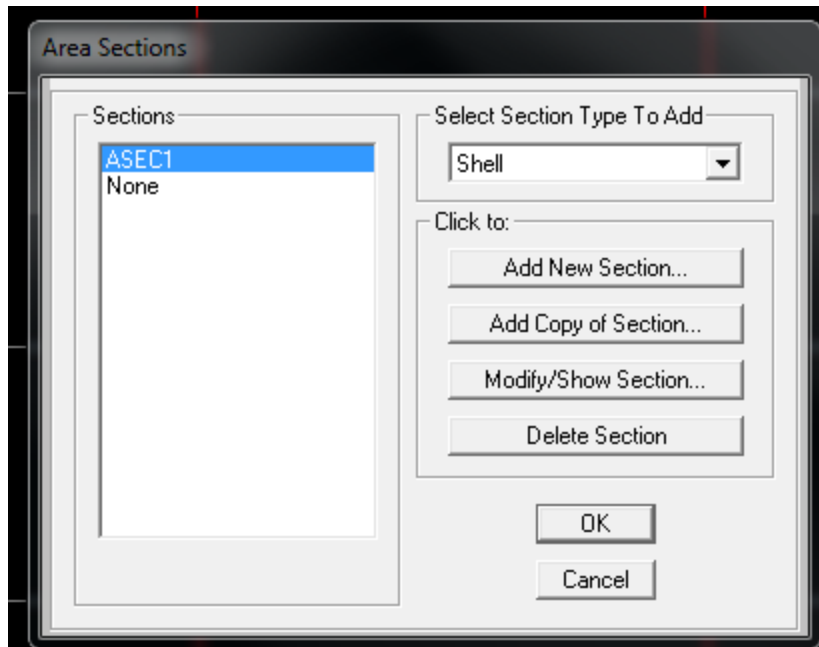 Area Sections
Sections
ASEC1
None
Select Section Type To Add
Shell
Click to:
Add New Section...
Add Copy of Section...
Modify/Show Section...
Delete Section
OK
Cancel